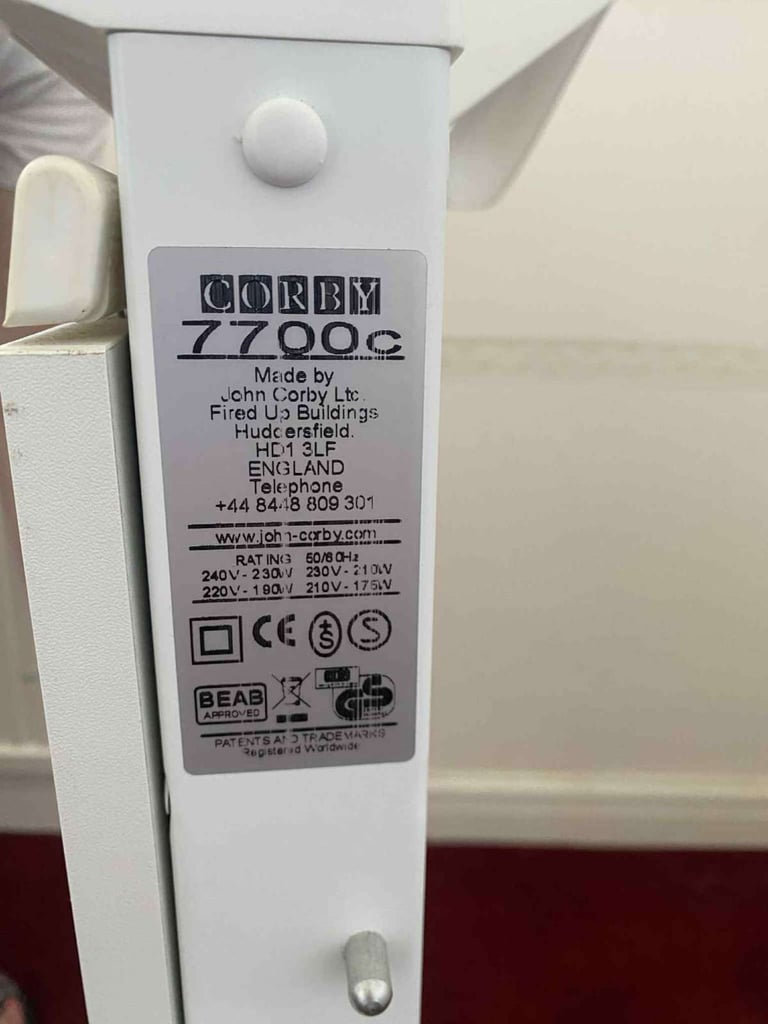 CORBY
7700c
Made by
John Corby Ltd.
Fired Up Buildings
Huddersfield.
HD1 3LF
ENGLAND
Telephone
+44 8448 809 301
www.john-corby.com
RATING 50/60Hz
240V - 230W 230V - 210W
220V - 190W 210V - 175W
CE
S S
BEAB
APPROVED
GS
PATENTS AND TRADEMARKS
Registered Worldwide